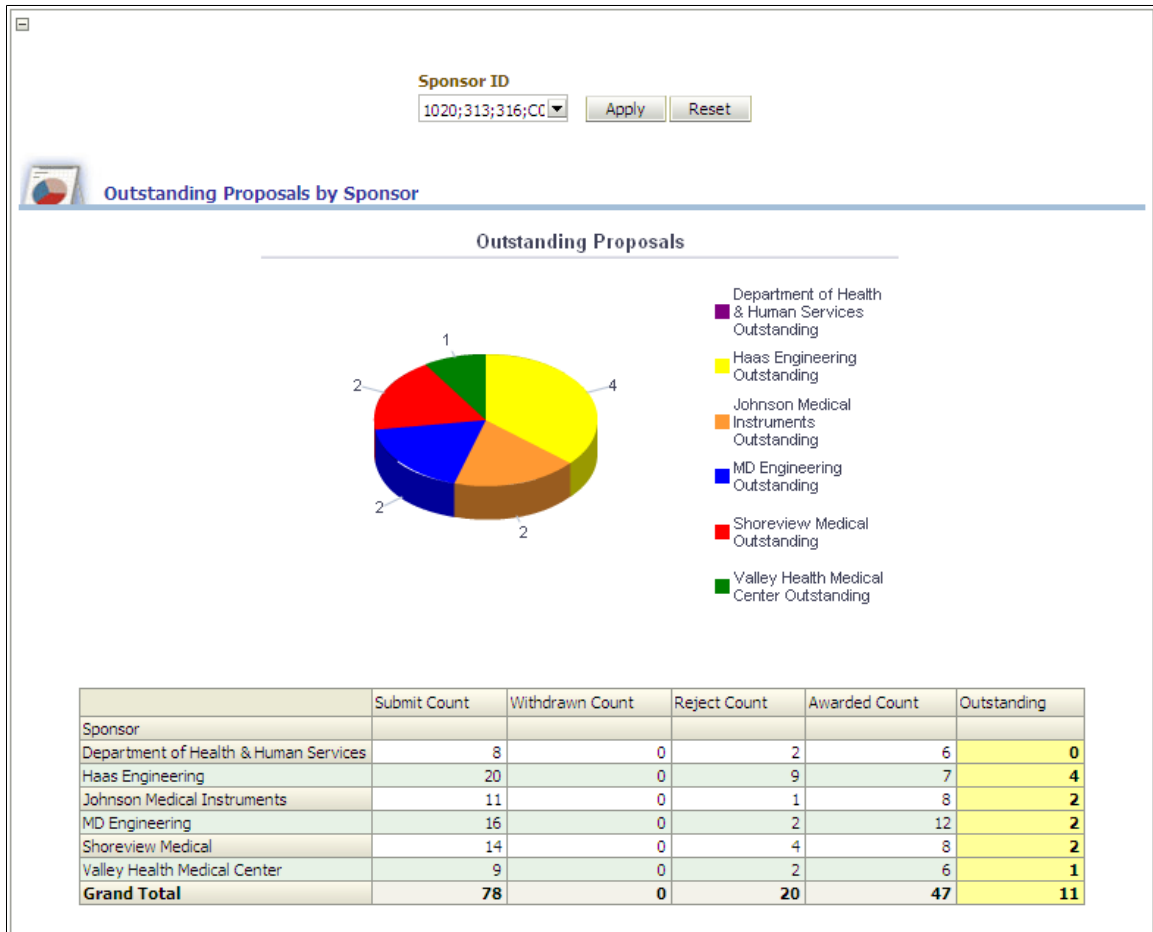 Sponsor ID
1020;313;316;CC Apply Reset
Outstanding Proposals by Sponsor
Outstanding Proposals
Department of Health
& Human Services
Outstanding
Haas Engineering
Outstanding
Johnson Medical
Instruments
Outstanding
MD Engineering
Outstanding
Shoreview Medical
Outstanding
Valley Health Medical
Center Outstanding
1
2
4
2
2
Submit Count Withdrawn Count Reject Count Awarded Count Outstanding
Sponsor
Department of Health & Human Services 8 0 2 6 0
Haas Engineering 20 0 9 7 4
Johnson Medical Instruments 11 0 1 8 2
MD Engineering 16 0 2 12 2
Shoreview Medical 14 0 4 8 2
Valley Health Medical Center 9 0 2 6 1
Grand Total 78 0 20 47 11